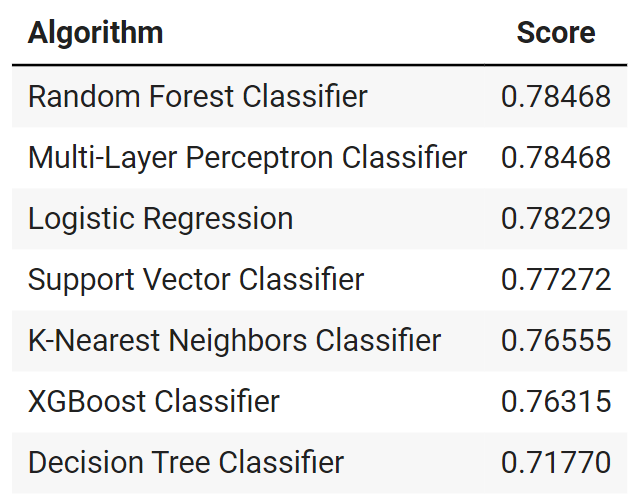 Algorithm Score
Random Forest Classifier 0.78468
Multi-Layer Perceptron Classifier 0.78468
Logistic Regression 0.78229
Support Vector Classifier 0.77272
K-Nearest Neighbors Classifier 0.76555
XGBoost Classifier 0.76315
Decision Tree Classifier 0.71770